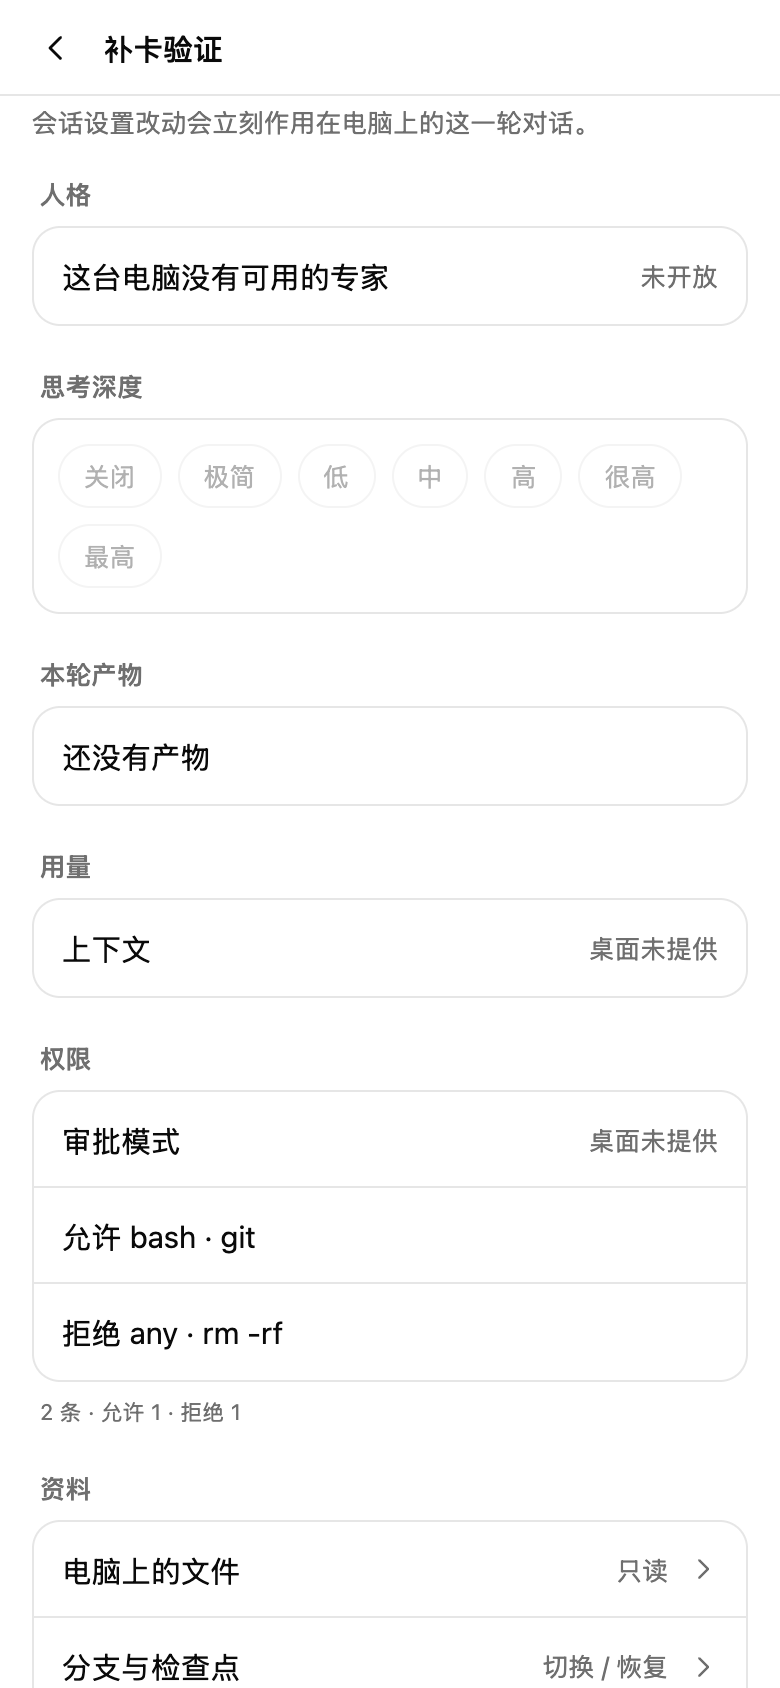 补卡验证
会话设置改动会立刻作用在电脑上的这一轮对话。
人格
这台电脑没有可用的专家 未开放
思考深度
关闭 极简 低 中 高 很高
最高
本轮产物
还没有产物
用量
上下文 桌面未提供
权限
审批模式 桌面未提供
允许 bash · git
拒绝 any · rm -rf
2 条 · 允许 1 · 拒绝 1
资料
电脑上的文件 只读
分支与检查点 切换 / 恢复